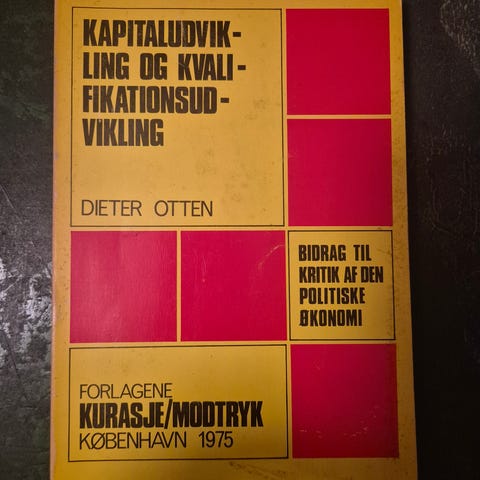 KAPITALUDVIK-
LING OG KVALI-
FIKATIONSUD-
VIKLING
DIETER OTTEN
BIDRAG TIL
KRITIK AF DEN
POLITISKE
ØKONOMI
FORLAGENE
KURASJE/MODTRYK
KØBENHAVN 1975